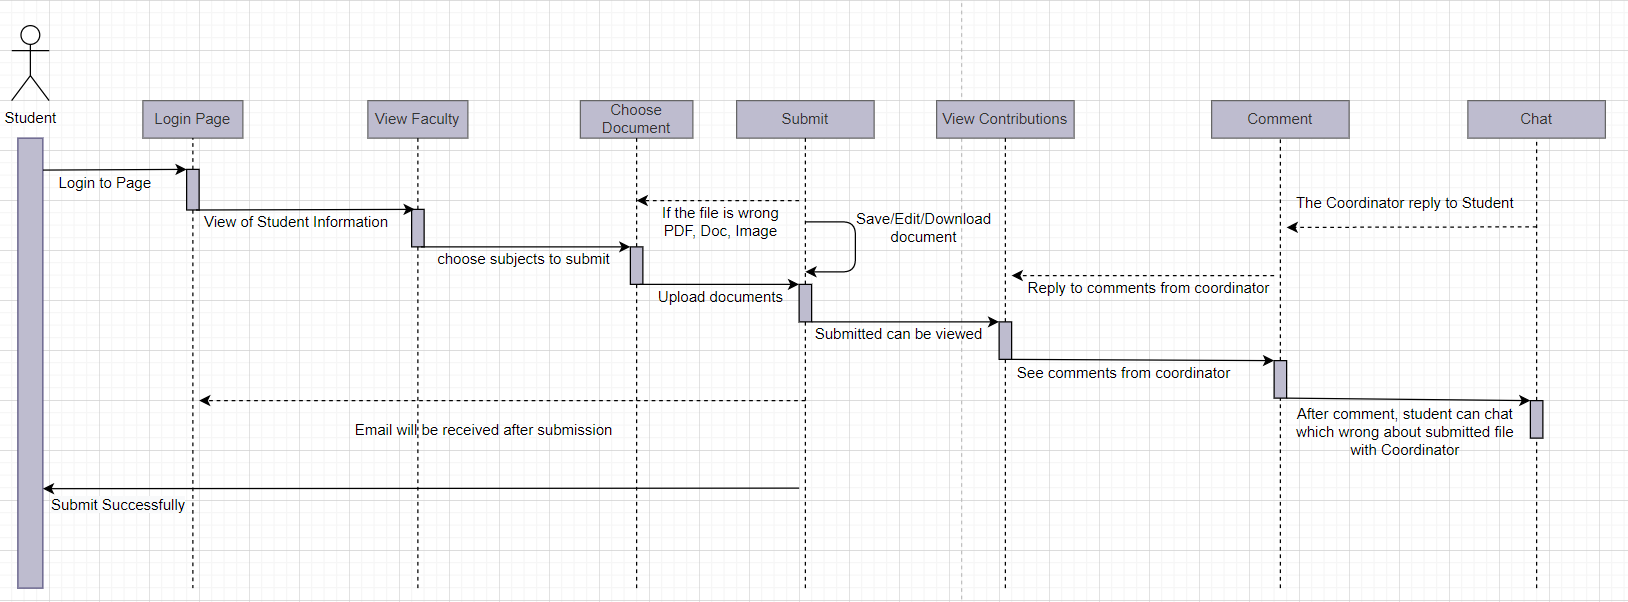 Student
Login Page
View Faculty
Choose
Document
Submit
View Contributions
Comment
Chat
Login to Page
View of Student Information
choose subjects to submit
If the file is wrong
PDF, Doc, Image
Save/Edit/Download
document
The Coordinator reply to Student
Upload documents
Reply to comments from coordinator
Submitted can be viewed
See comments from coordinator
After comment, student can chat
which wrong about submitted file
with Coordinator
Email will be received after submission
Submit Successfully